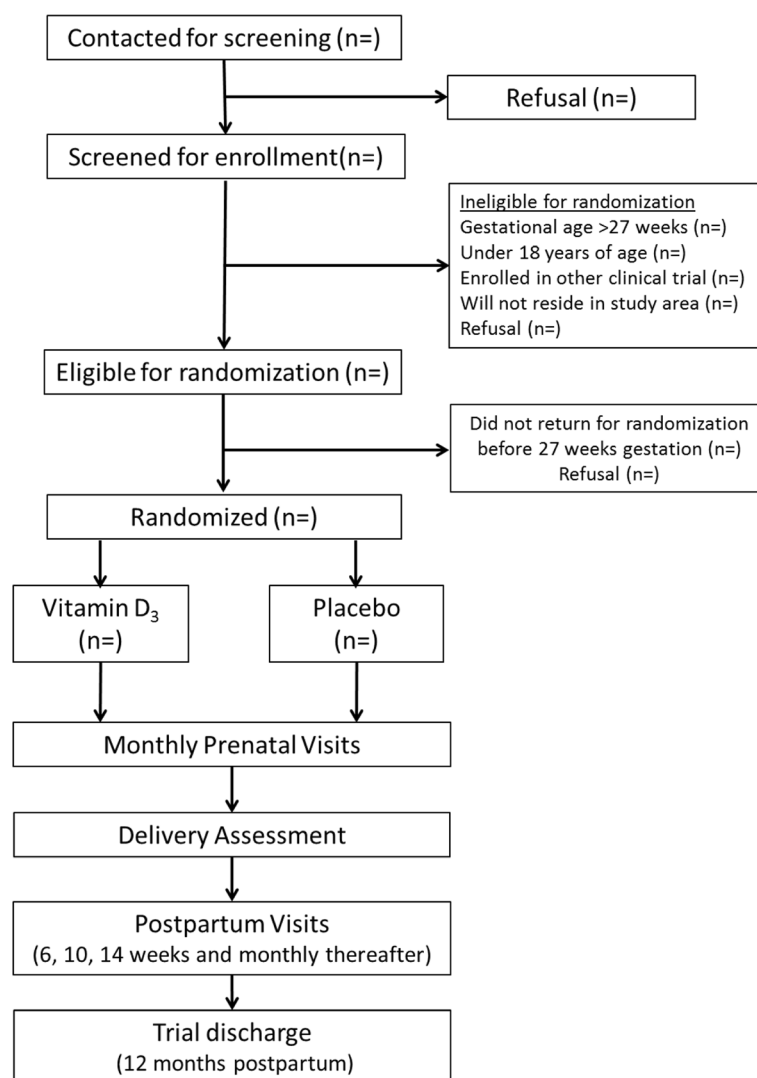 Contacted for screening (n=)
Refusal (n=)
Screened for enrollment(n=)
Ineligible for randomization
Gestational age >27 weeks (n=)
Under 18 years of age (n=)
Enrolled in other clinical trial (n=)
Will not reside in study area (n=)
Refusal (n=)
Eligible for randomization (n=)
Did not return for randomization
before 27 weeks gestation (n=)
Refusal (n=)
Randomized (n=)
Vitamin D₃
(n=)
Placebo
(n=)
Monthly Prenatal Visits
Delivery Assessment
Postpartum Visits
(6, 10, 14 weeks and monthly thereafter)
Trial discharge
(12 months postpartum)